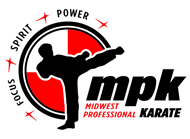 FOCUS SPIRIT POWER
mpk
MIDWEST
PROFESSIONAL KARATE